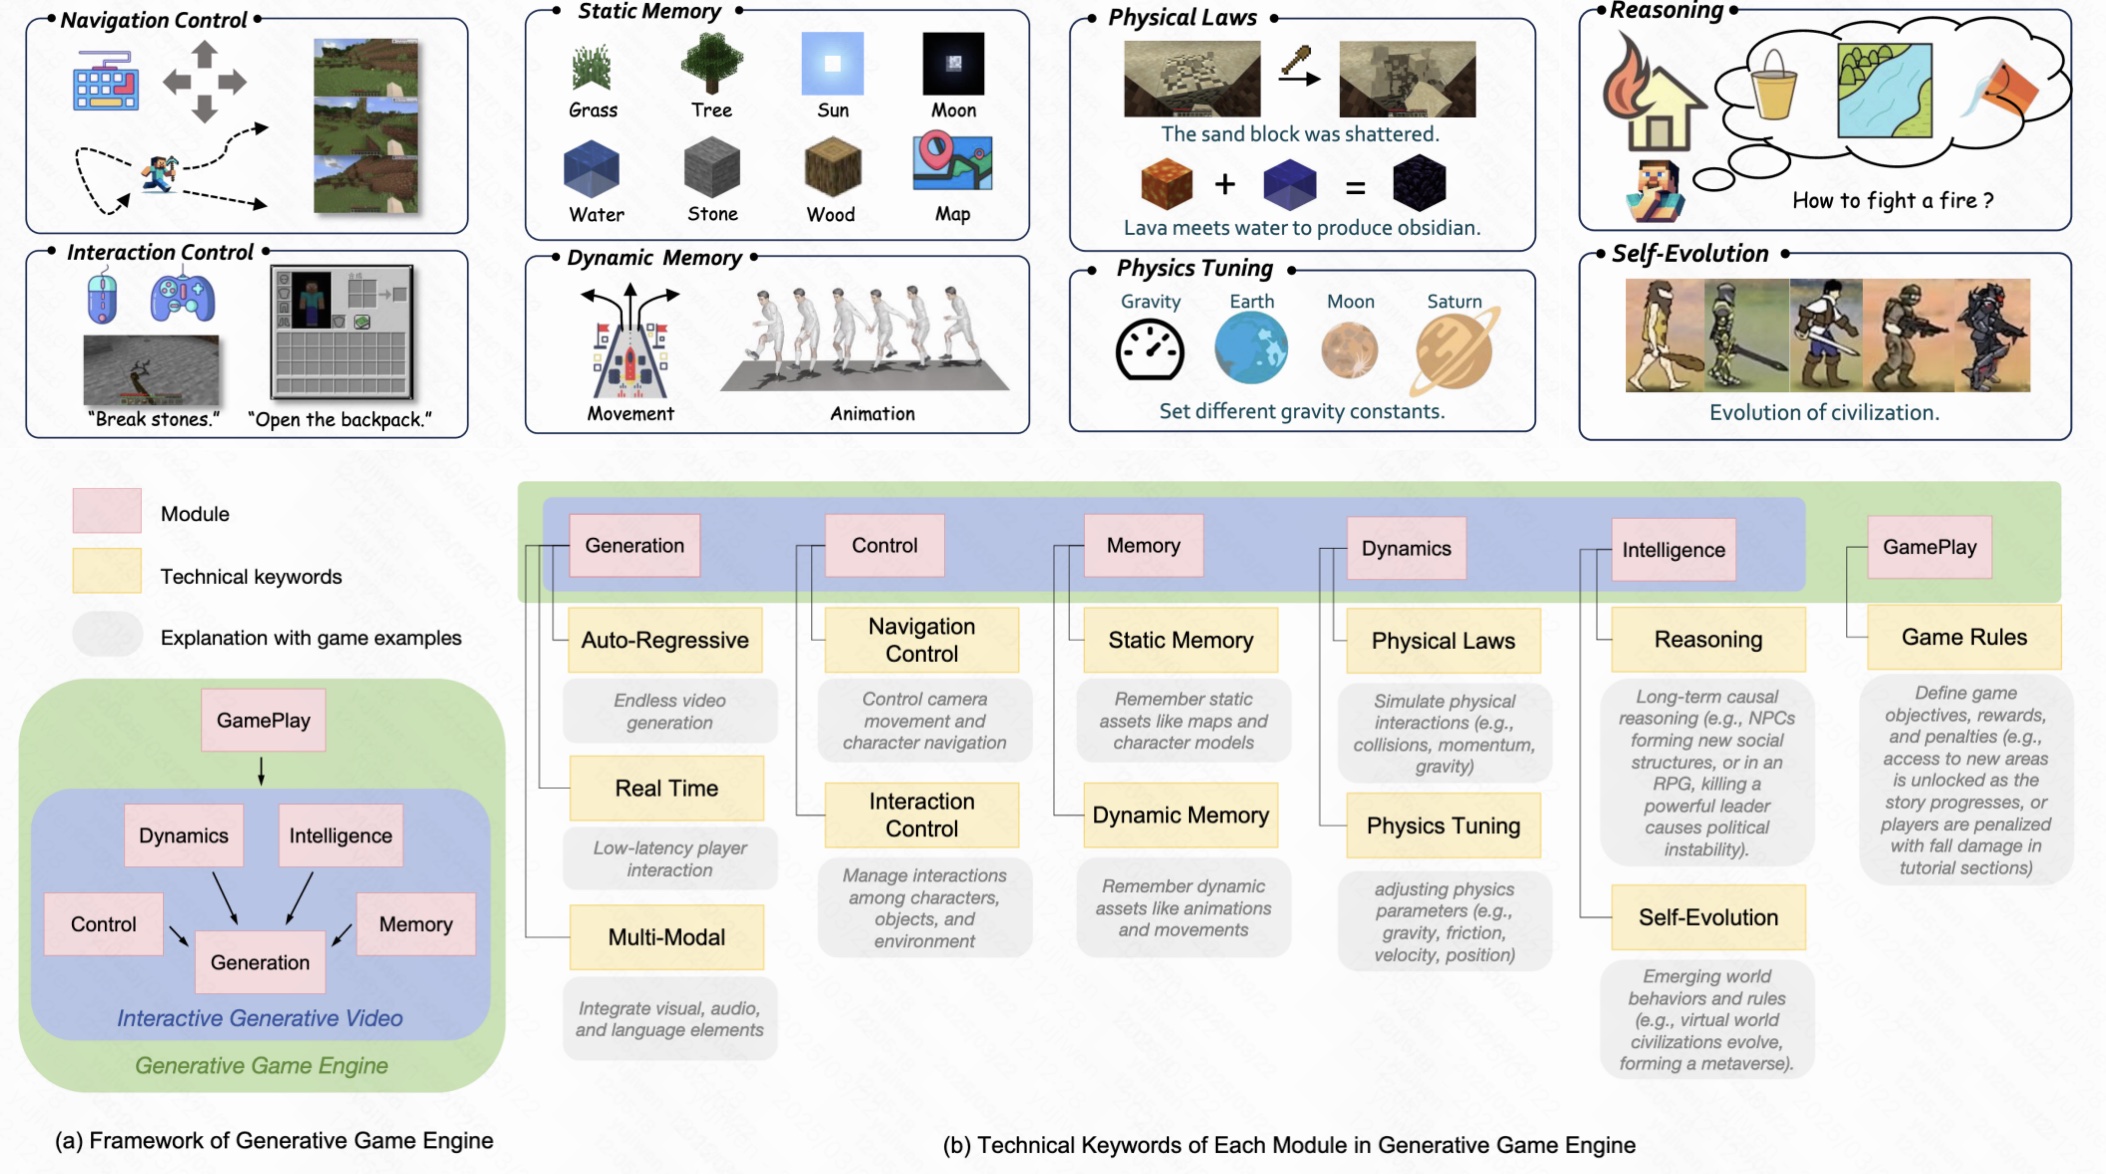 Navigation Control
Interaction Control
"Break stones."
"Open the backpack."
Static Memory
Grass
Tree
Sun
Moon
Water
Stone
Wood
Map
Dynamic Memory
Movement
Animation
Physical Laws
The sand block was shattered.
+
=
Lava meets water to produce obsidian.
Physics Tuning
Gravity
Earth
Moon
Saturn
Set different gravity constants.
Reasoning
How to fight a fire ?
Self-Evolution
Evolution of civilization.
Module
Technical keywords
Explanation with game examples
GamePlay
Dynamics
Intelligence
Control
Memory
Generation
Interactive Generative Video
Generative Game Engine
(a) Framework of Generative Game Engine
Generation
Auto-Regressive
Endless video
generation
Real Time
Low-latency player
interaction
Multi-Modal
Integrate visual, audio,
and language elements
Control
Navigation
Control
Control camera
movement and
character navigation
Interaction
Control
Manage interactions
among characters,
objects, and
environment
Memory
Static Memory
Remember static
assets like maps and
character models
Dynamic Memory
Remember dynamic
assets like animations
and movements
Dynamics
Physical Laws
Simulate physical
interactions (e.g.,
collisions, momentum,
gravity)
Physics Tuning
adjusting physics
parameters (e.g.,
gravity, friction,
velocity, position)
Intelligence
Reasoning
Long-term causal
reasoning (e.g., NPCs
forming new social
structures, or in an
RPG, killing a
powerful leader
causes political
instability).
Self-Evolution
Emerging world
behaviors and rules
(e.g., virtual world
civilizations evolve,
forming a metaverse).
GamePlay
Game Rules
Define game
objectives, rewards,
and penalties (e.g.,
access to new areas
is unlocked as the
story progresses, or
players are penalized
with fall damage in
tutorial sections)
(b) Technical Keywords of Each Module in Generative Game Engine